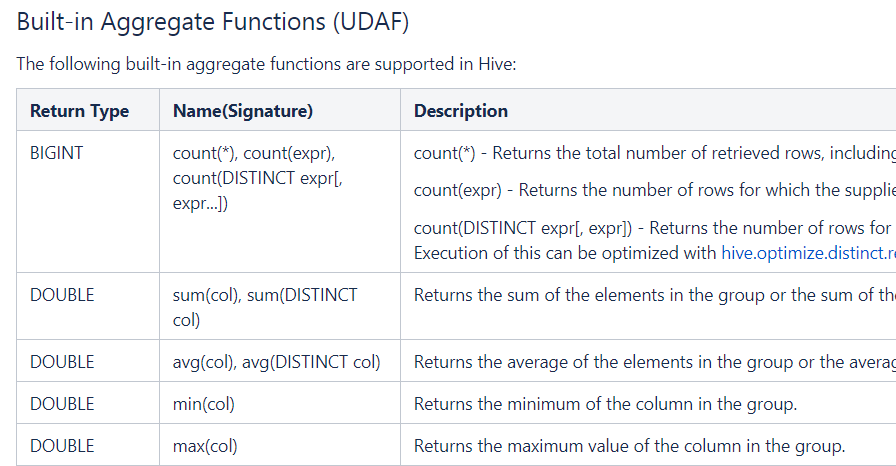 Built-in Aggregate Functions (UDAF)
The following built-in aggregate functions are supported in Hive:
Return Type Name(Signature) Description
BIGINT
count(*), count(expr),
count(DISTINCT expr[,
expr...])
count(*) - Returns the total number of retrieved rows, including
count(expr) - Returns the number of rows for which the supplie
count(DISTINCT expr[, expr]) - Returns the number of rows for
Execution of this can be optimized with hive.optimize.distinct.re
DOUBLE
sum(col), sum(DISTINCT
col)
Returns the sum of the elements in the group or the sum of the
DOUBLE avg(col), avg(DISTINCT col) Returns the average of the elements in the group or the averag
DOUBLE min(col) Returns the minimum of the column in the group.
DOUBLE max(col) Returns the maximum value of the column in the group.